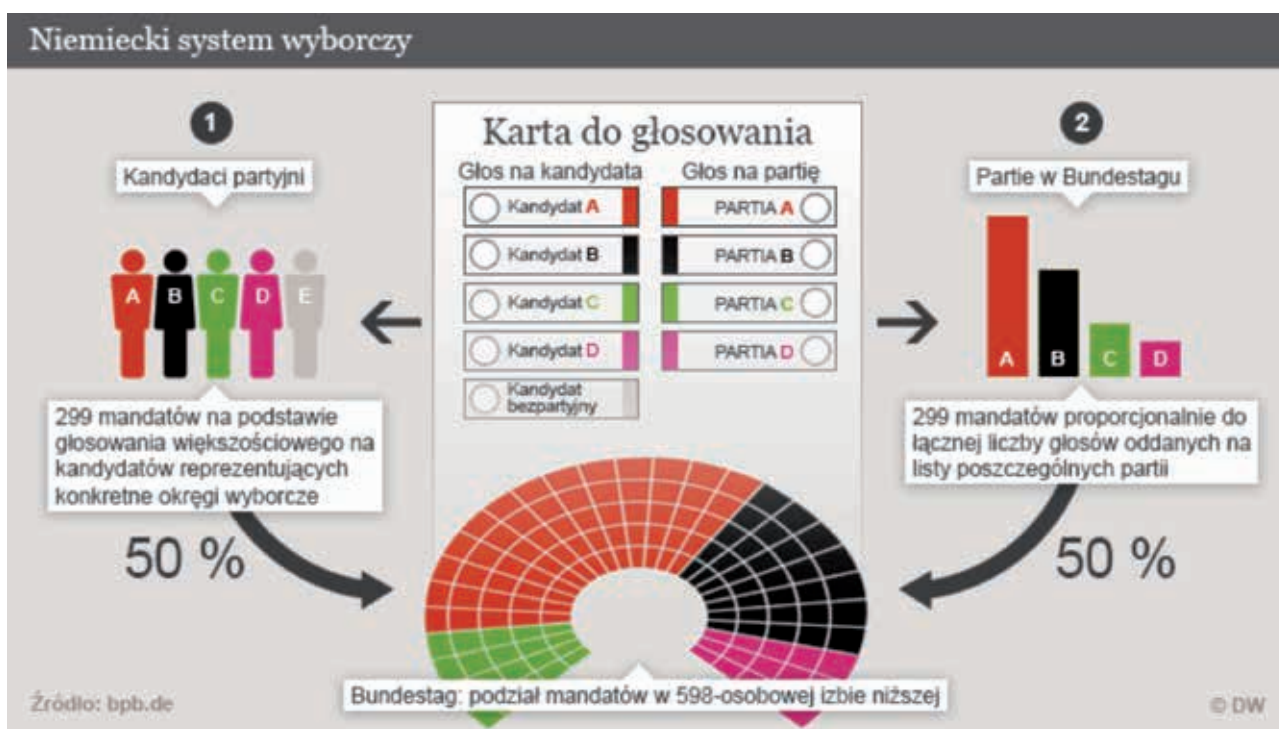 Niemiecki system wyborczy
1
Kandydaci partyjni
A B C D E
299 mandatów na podstawie
głosowania większościowego na
kandydatów reprezentujących
konkretne okręgi wyborcze
50 %
Karta do głosowania
Głos na kandydata Głos na partię
Kandydat A PARTIA A
Kandydat B PARTIA B
Kandydat C PARTIA C
Kandydat D PARTIA D
Kandydat
bezpartyjny
2
Partie w Bundestagu
A B C D
299 mandatów proporcjonalnie do
łącznej liczby głosów oddanych na
listy poszczególnych partii
50 %
Bundestag: podział mandatów w 598-osobowej izbie niższej
Źródło: bpb.de
© DW